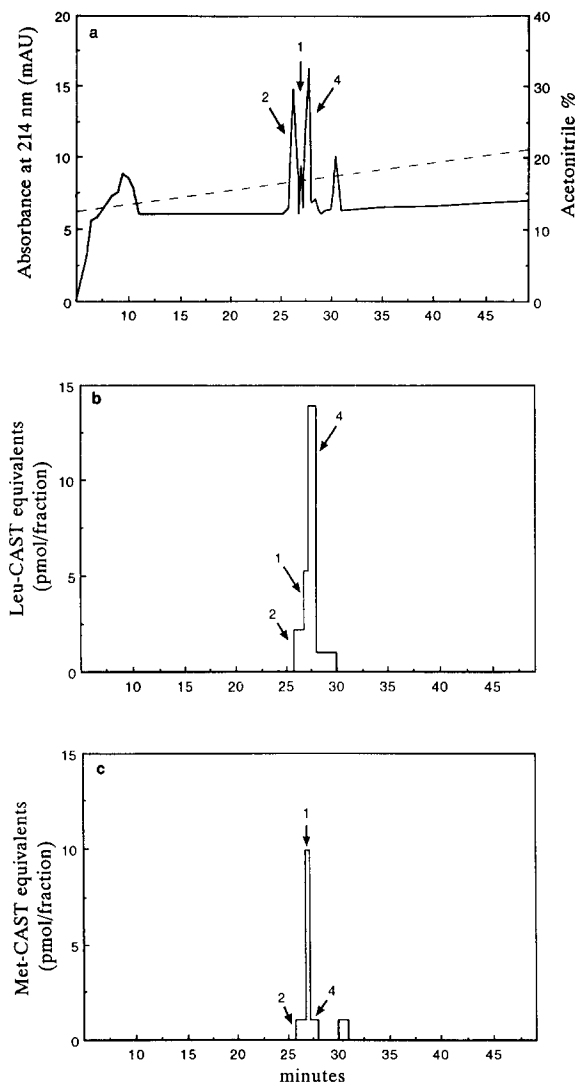 a
20
15
10
5
0
Absorbance at 214 nm (mAU)
2
1
4
40
30
20
10
0
Acetonitrile %
10 15 20 25 30 35 40 45
b
15
10
5
0
Leu-CAST equivalents
(pmol/fraction)
4
1
2
10 15 20 25 30 35 40 45
c
15
10
5
0
Met-CAST equivalents
(pmol/fraction)
1
2
4
10 15 20 25 30 35 40 45
minutes